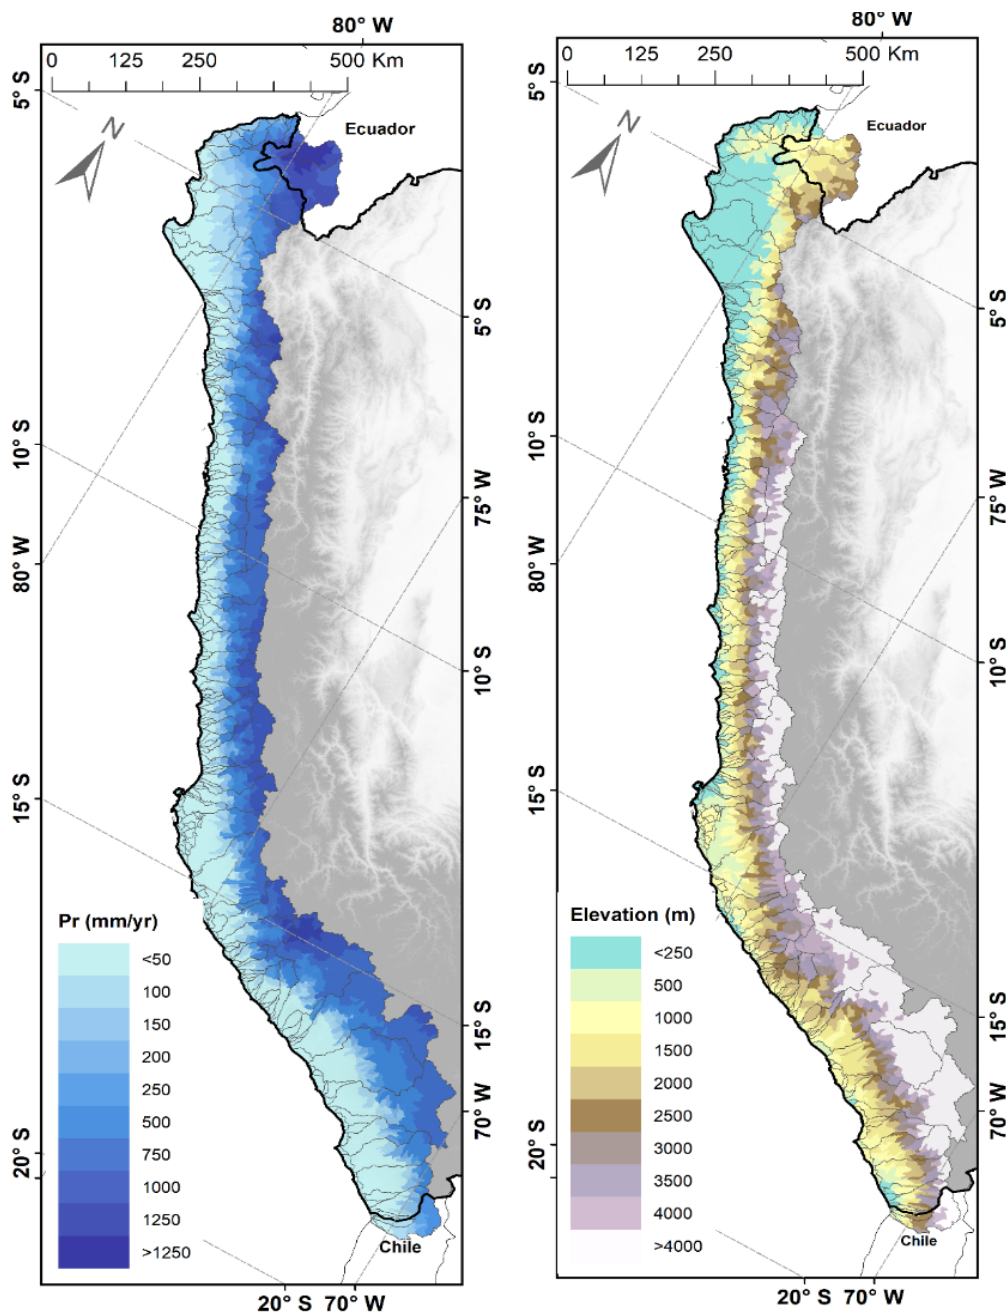 80° W
0 125 250 500 Km
5° S
N
Ecuador
5° S
10° S
75° W
80° W
10° S
15° S
Pr (mm/yr)
<50
100
150
200
250
500
750
1000
1250
>1250
15° S
70° W
20° S
Chile
20° S 70° W
80° W
0 125 250 500 Km
5° S
N
Ecuador
5° S
10° S
75° W
80° W
10° S
15° S
Elevation (m)
<250
500
1000
1500
2000
2500
3000
3500
4000
>4000
15° S
70° W
20° S
Chile
20° S 70° W